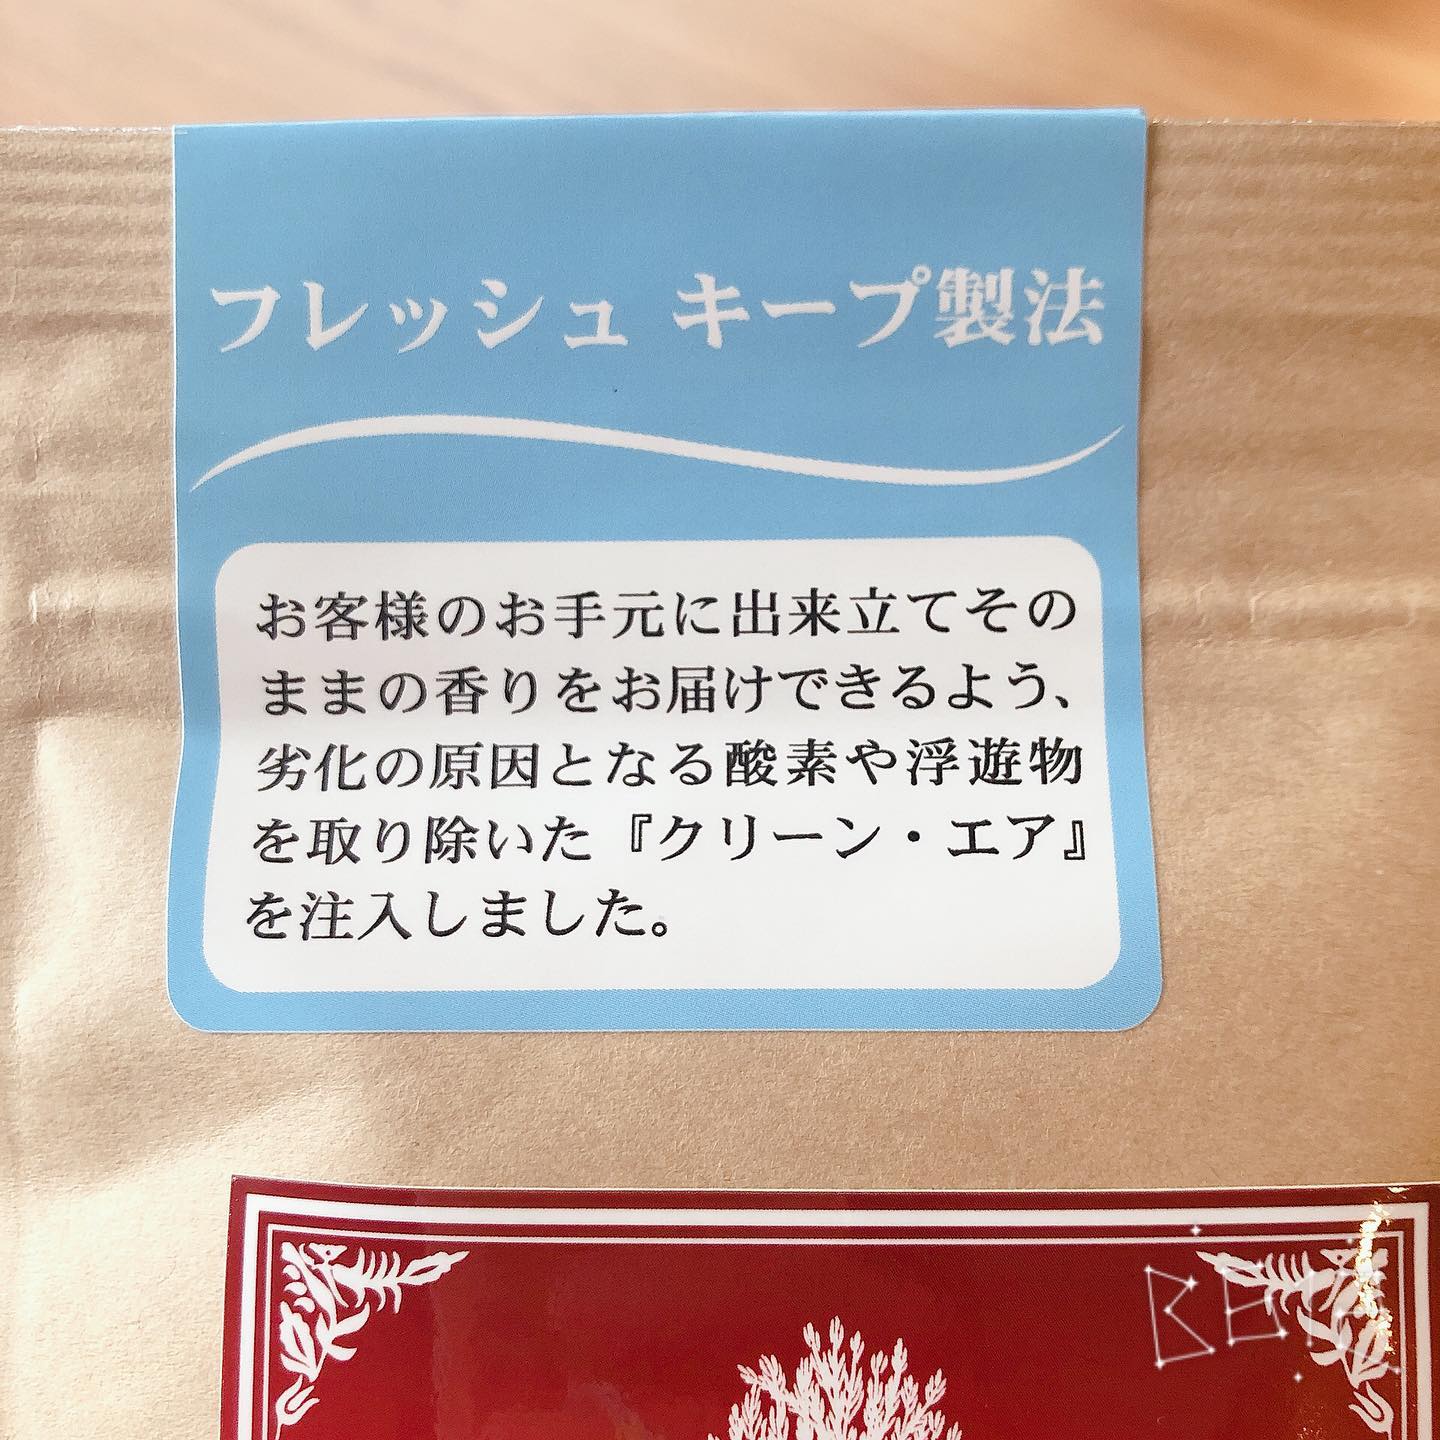 フレッシュ キープ製法
お客様のお手元に出来立てその
ままの香りをお届けできるよう、
劣化の原因となる酸素や浮遊物
を取り除いた『クリーン・エア』
を注入しました。